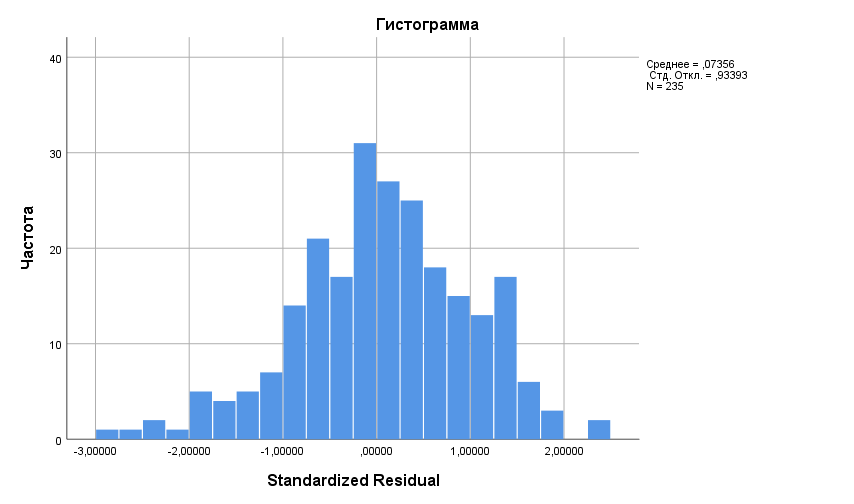 Гистограмма
Среднее = ,07356
Стд. Откл. = ,93393
N = 235
Частота
40
30
20
10
0
-3,00000 -2,00000 -1,00000 ,00000 1,00000 2,00000
Standardized Residual